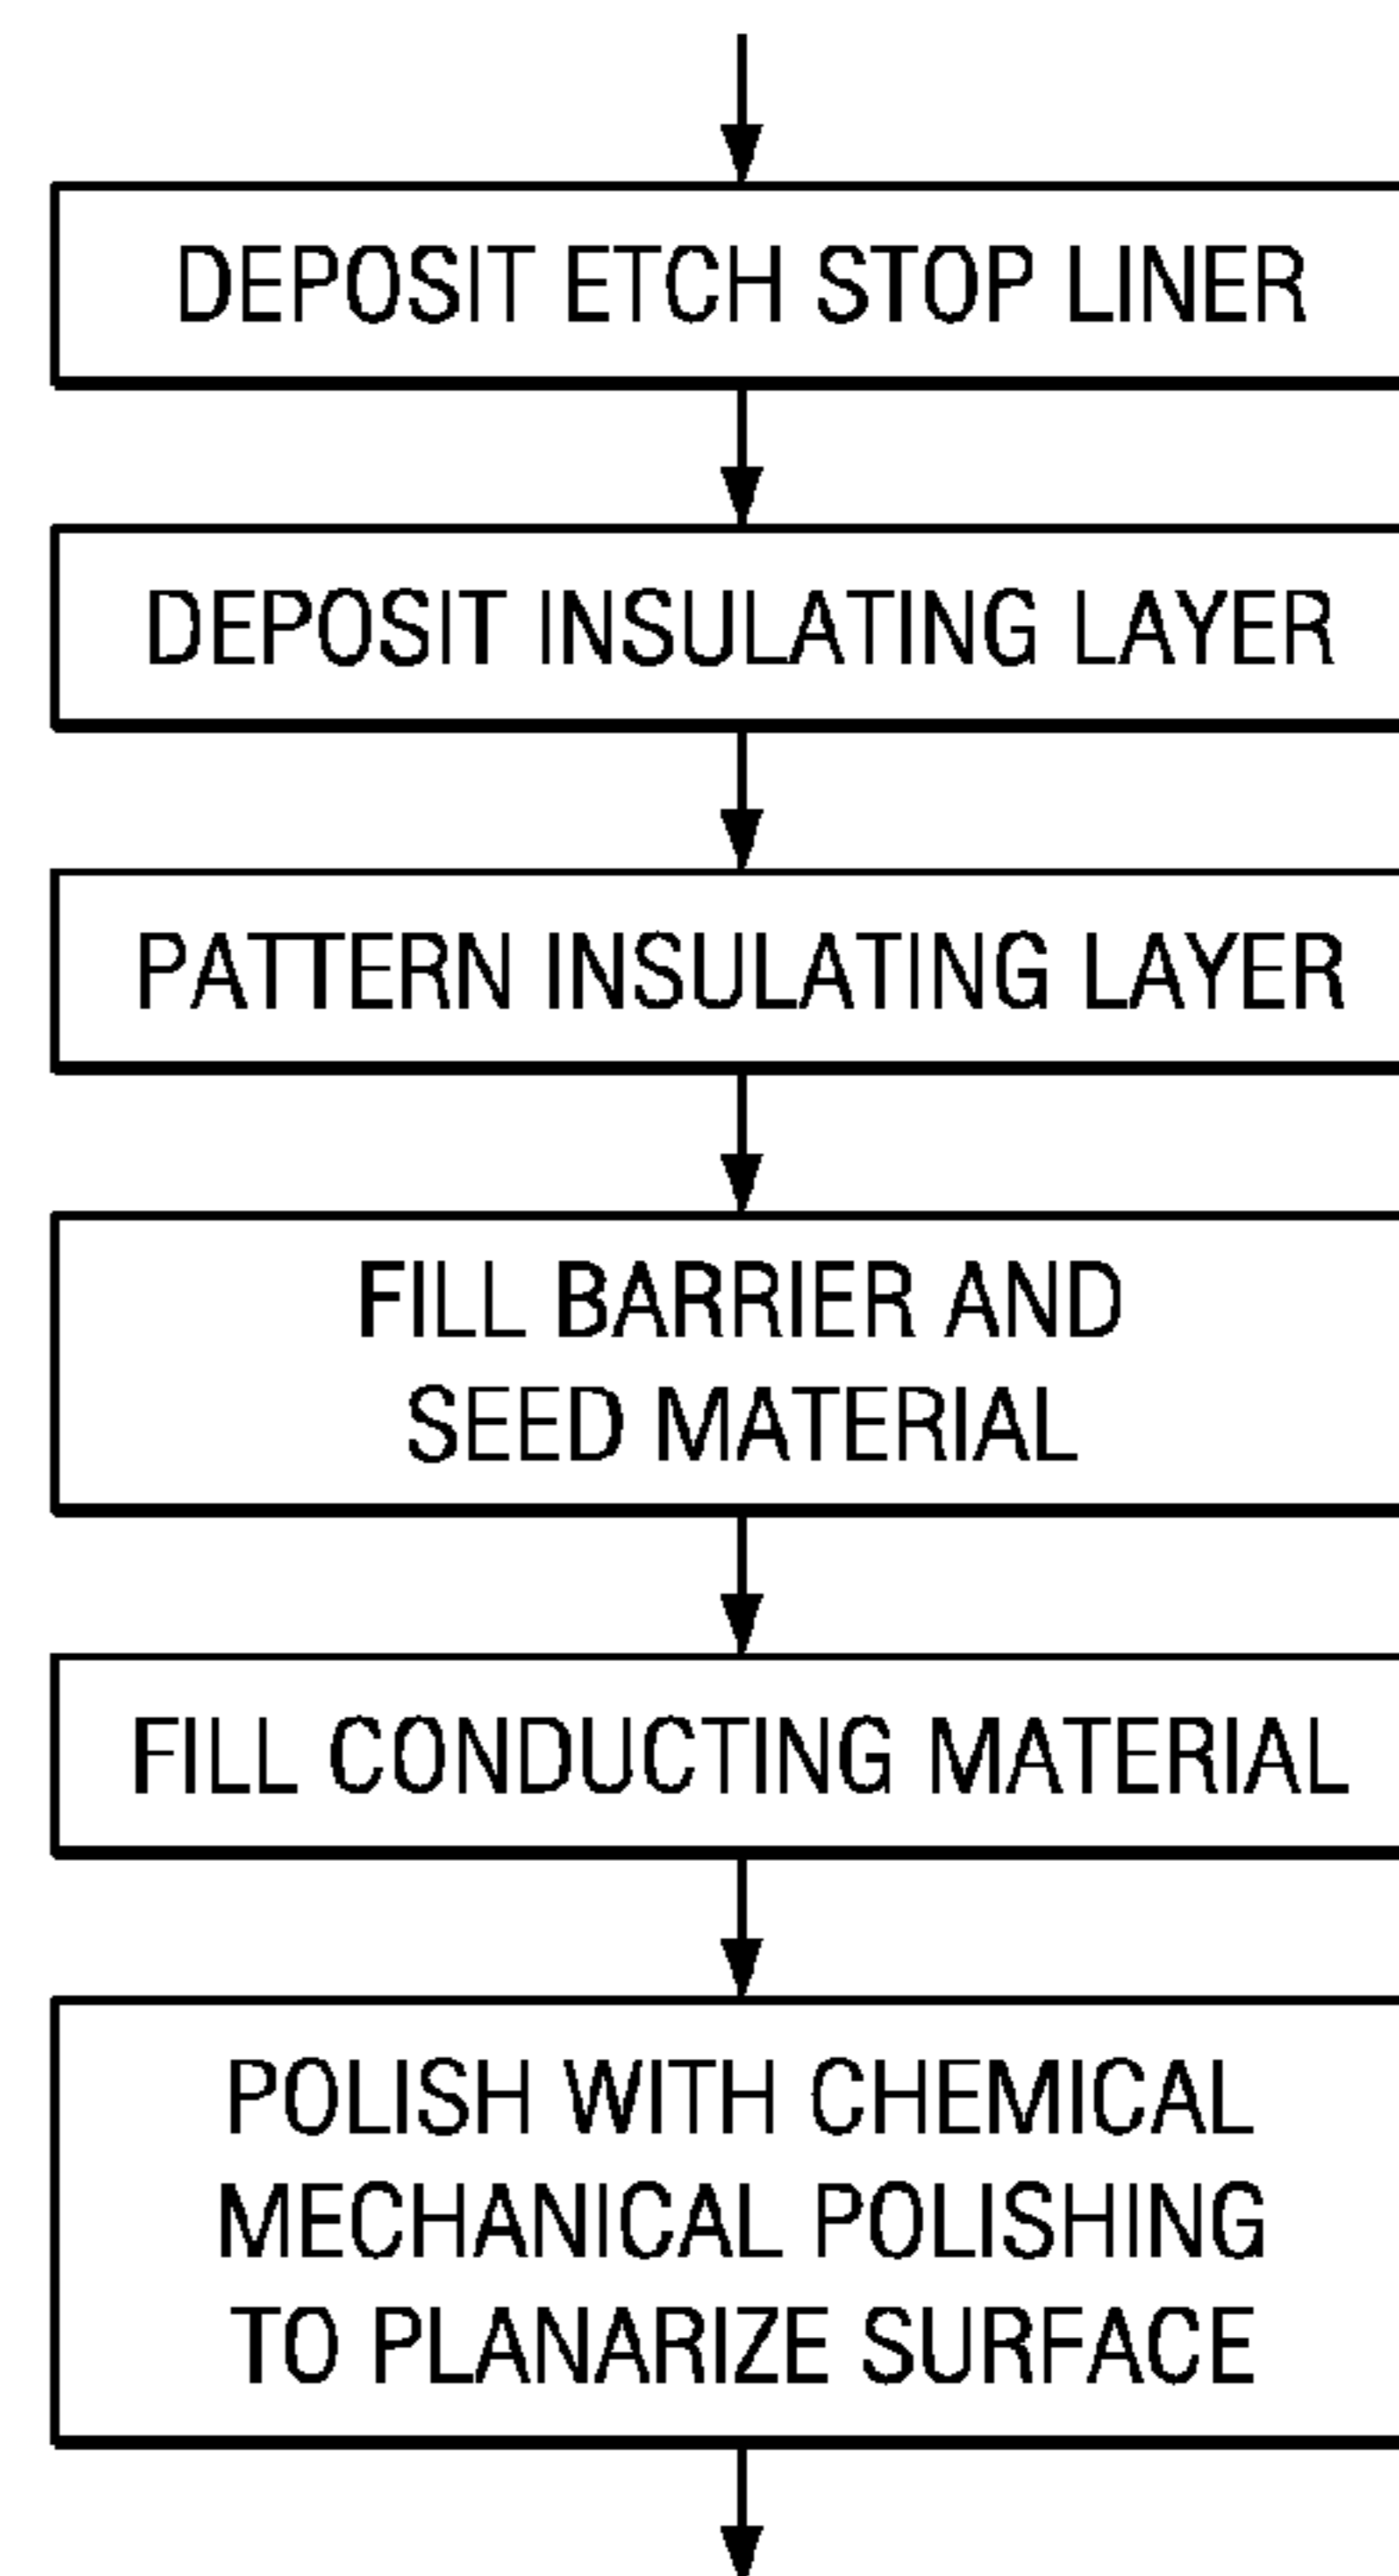 DEPOSIT ETCH STOP LINER
DEPOSIT INSULATING LAYER
PATTERN INSULATING LAYER
FILL BARRIER AND
SEED MATERIAL
FILL CONDUCTING MATERIAL
POLISH WITH CHEMICAL
MECHANICAL POLISHING
TO PLANARIZE SURFACE